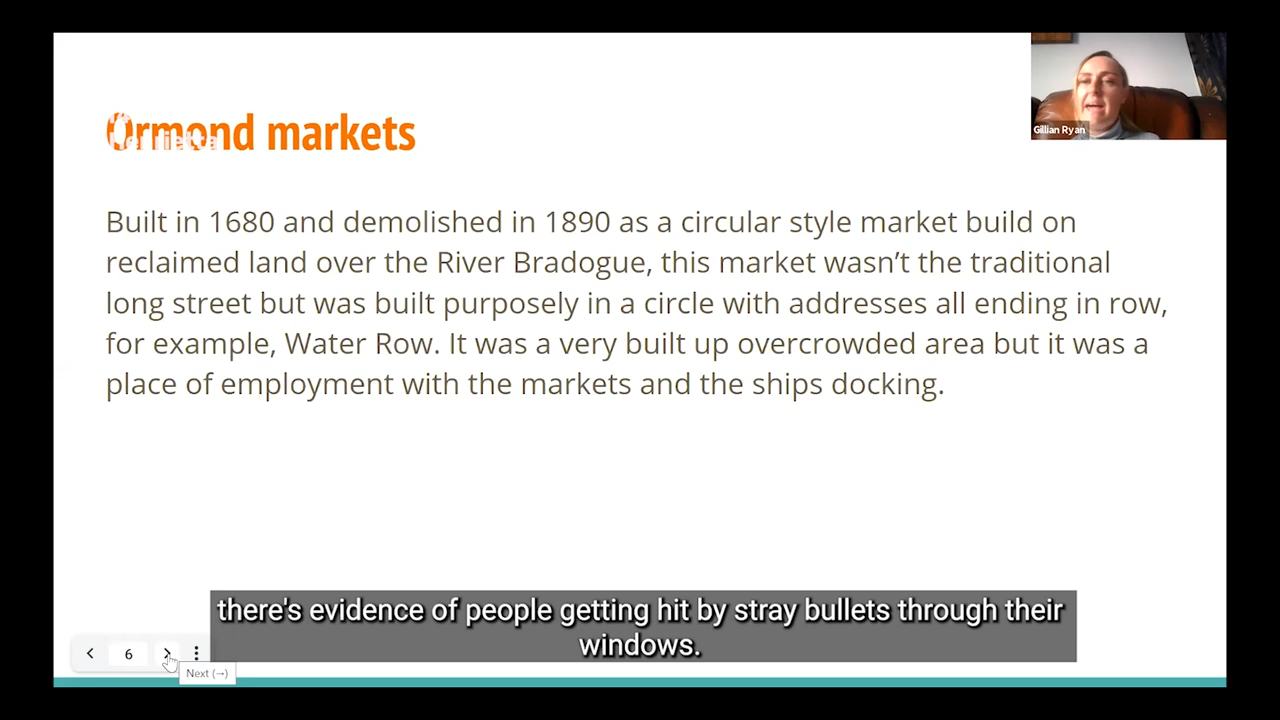 Ormond markets
Henrietta
Gillian Ryan
Built in 1680 and demolished in 1890 as a circular style market build on
reclaimed land over the River Bradogue, this market wasn't the traditional
long street but was built purposely in a circle with addresses all ending in row,
for example, Water Row. It was a very built up overcrowded area but it was a
place of employment with the markets and the ships docking.
there's evidence of people getting hit by stray bullets through their
windows.
6
Next (→)